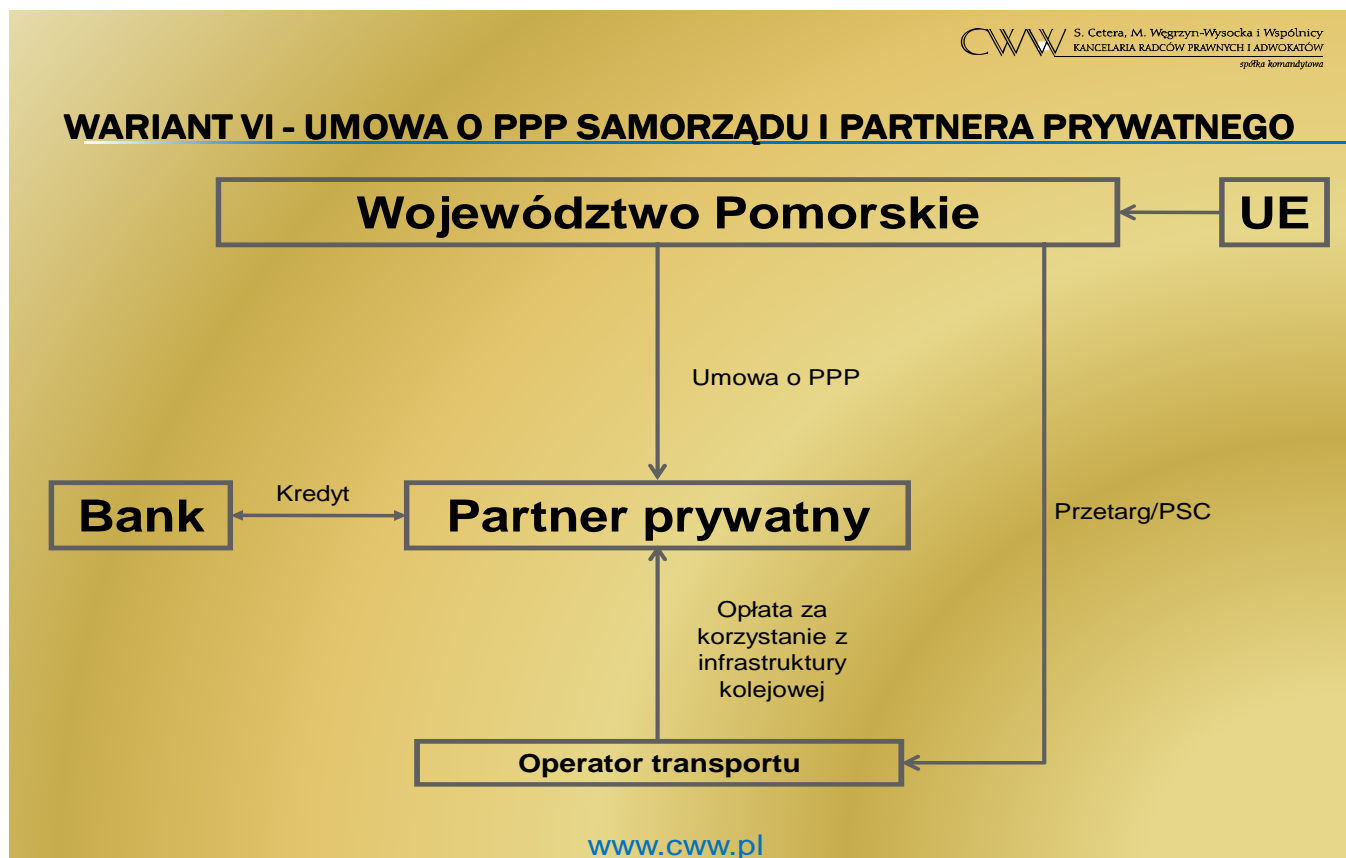 CWW
S. Cetera, M. Węgrzyn-Wysocka i Wspólnicy
KANCELARIA RADCÓW PRAWNYCH I ADWOKATÓW
spółka komandytowa
WARIANT VI - UMOWA O PPP SAMORZĄDU I PARTNERA PRYWATNEGO
Województwo Pomorskie
UE
Umowa o PPP
Bank
Kredyt
Partner prywatny
Przetarg/PSC
Opłata za
korzystanie z
infrastruktury
kolejowej
Operator transportu
www.cww.pl